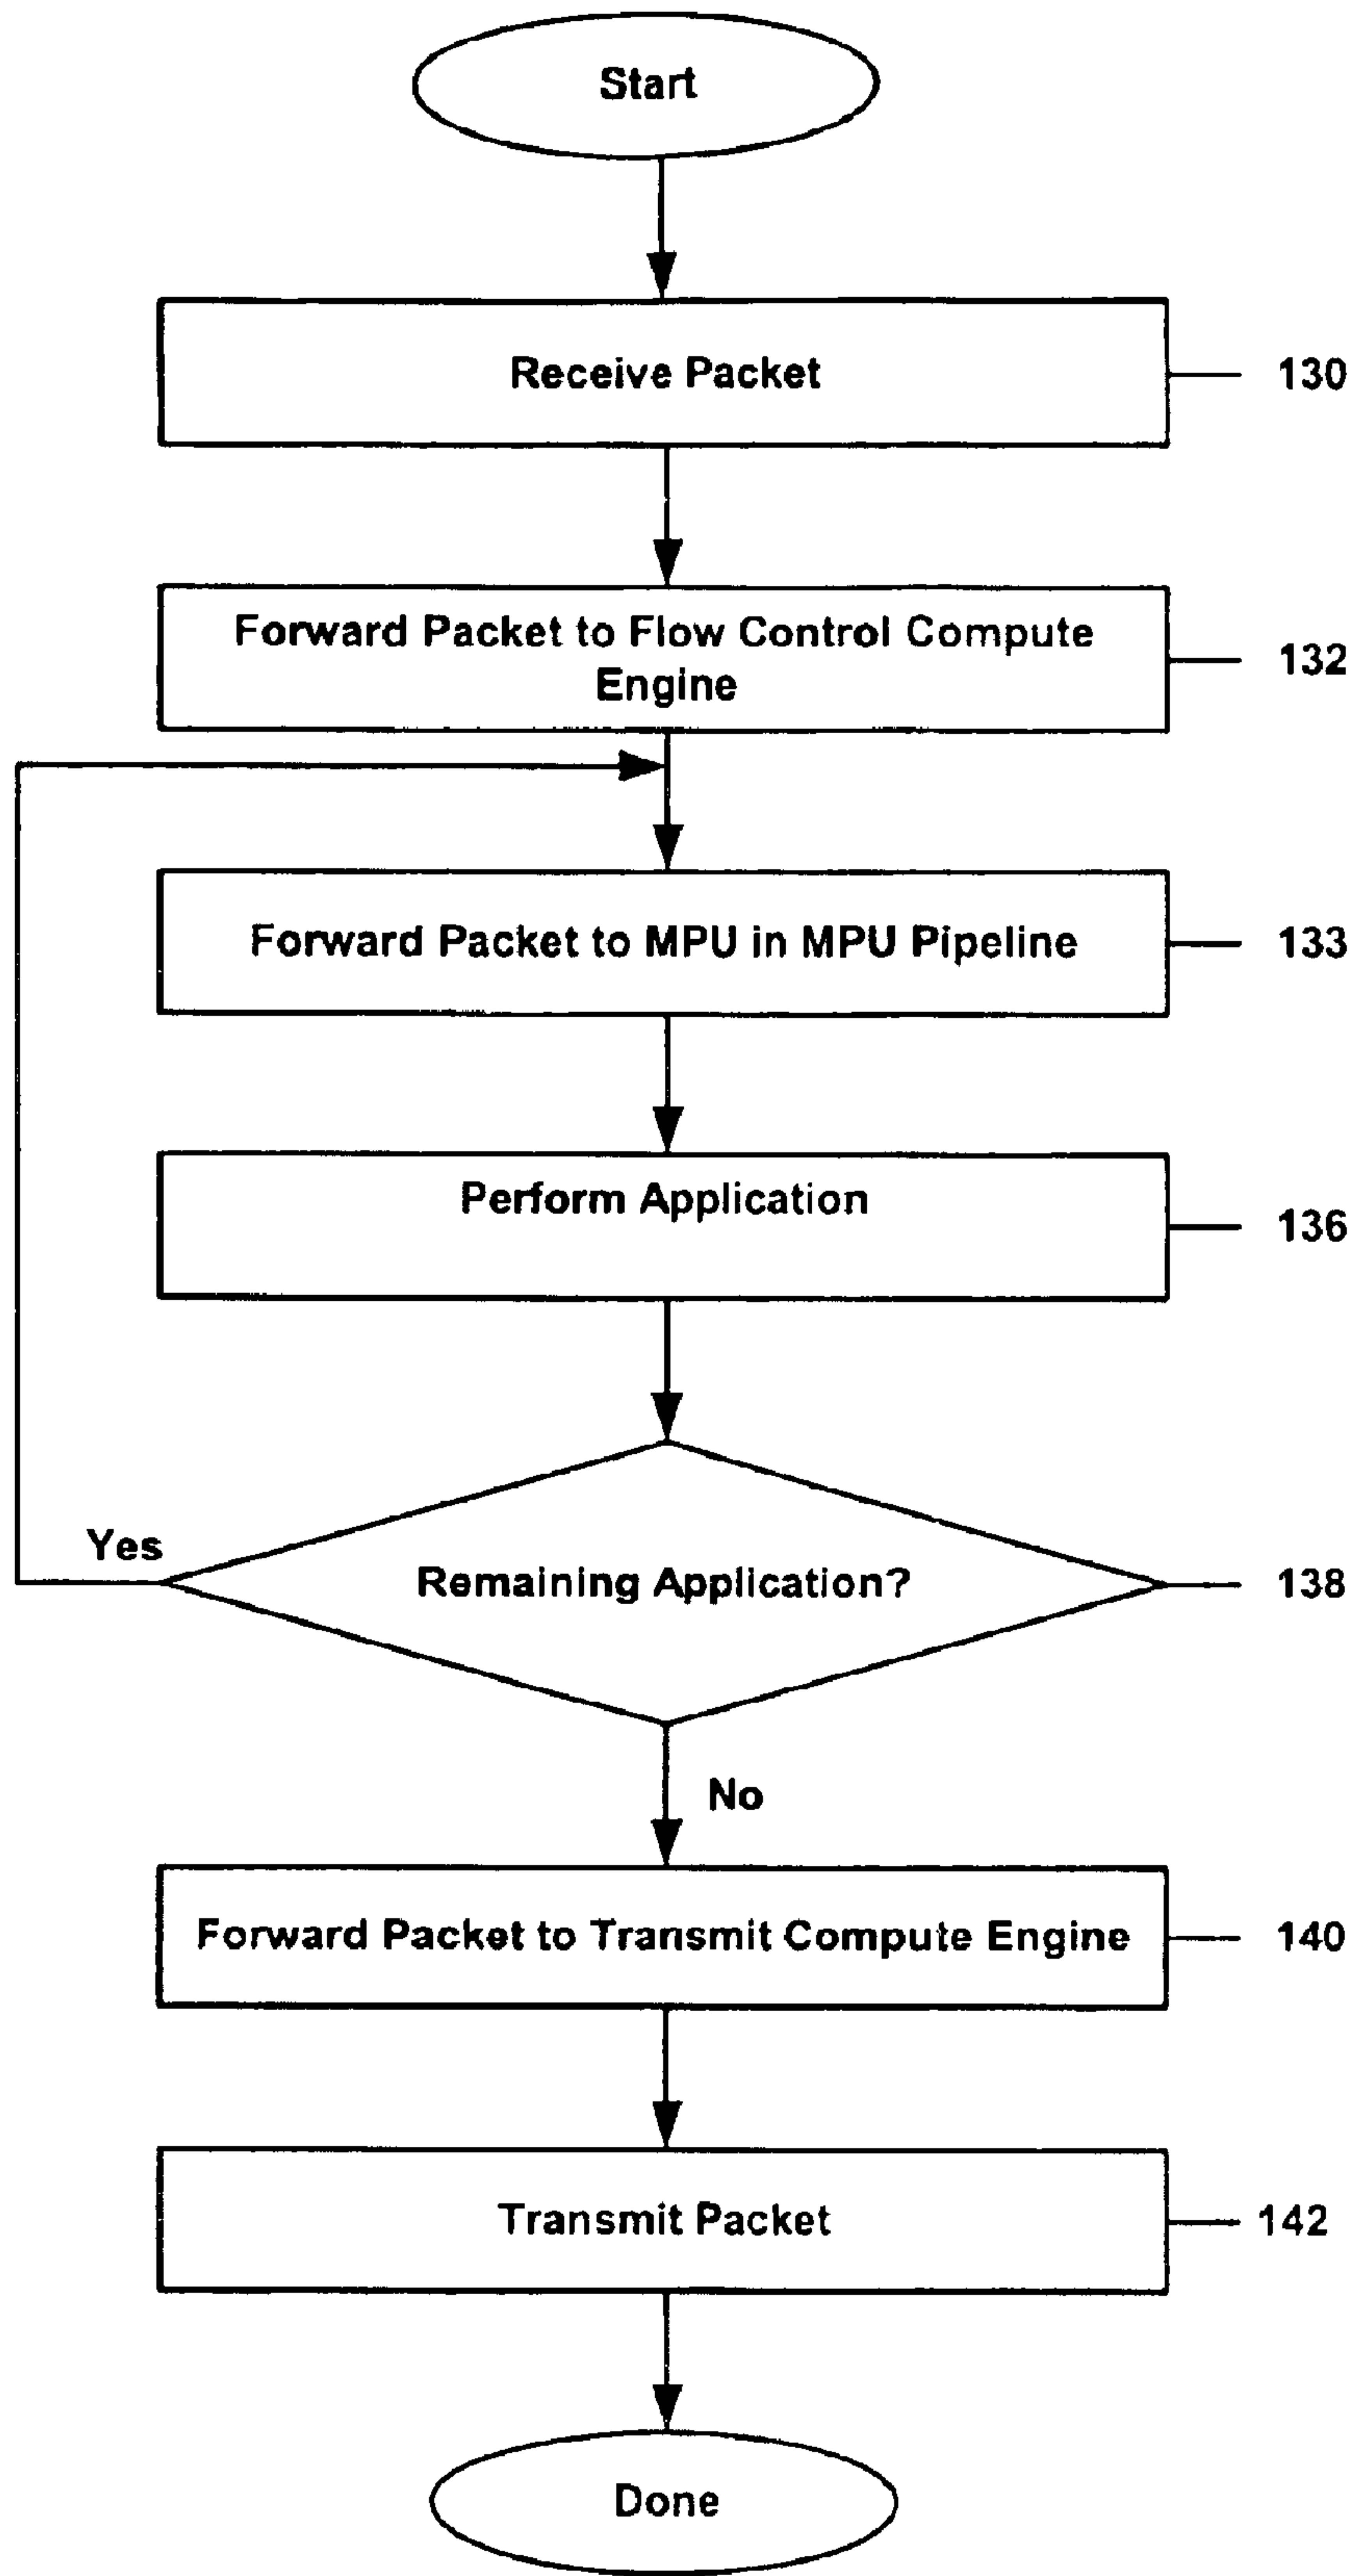 Start
Receive Packet
130
Forward Packet to Flow Control Compute
Engine
132
Forward Packet to MPU in MPU Pipeline
133
Perform Application
136
Yes
Remaining Application?
138
No
Forward Packet to Transmit Compute Engine
140
Transmit Packet
142
Done